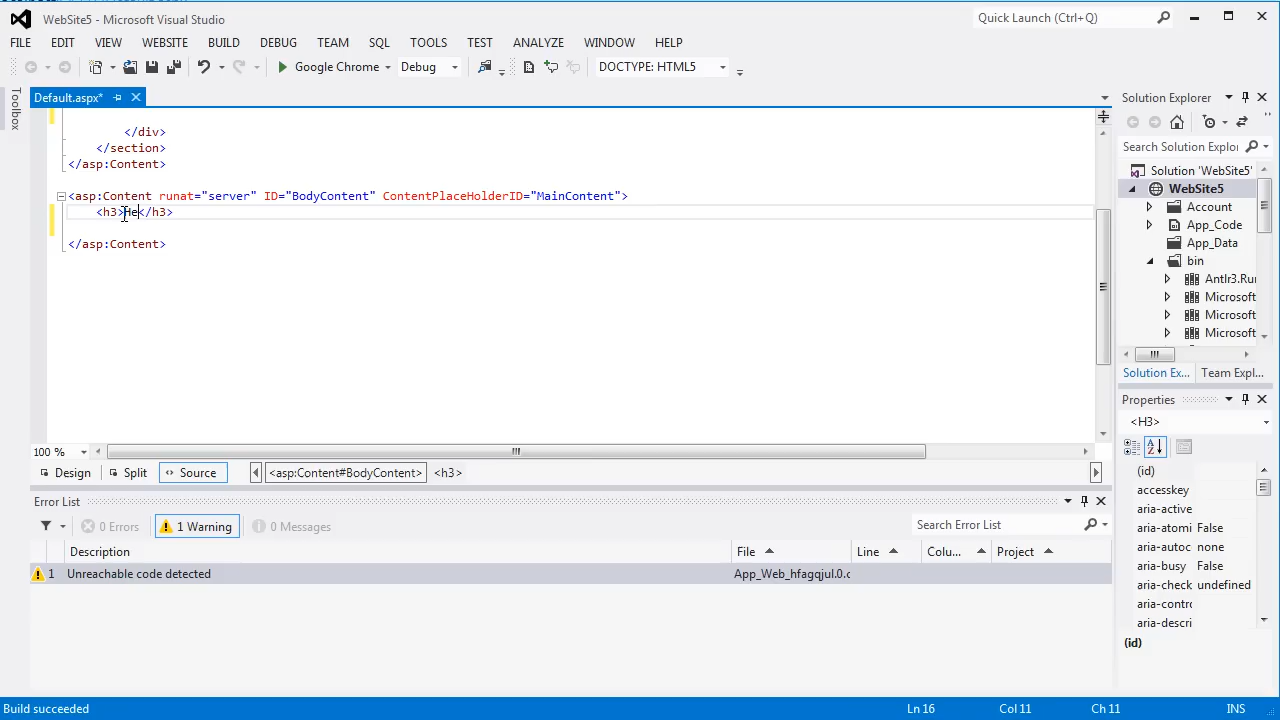 WebSite5 - Microsoft Visual Studio
Quick Launch (Ctrl+Q)
FILE EDIT VIEW WEBSITE BUILD DEBUG TEAM SQL TOOLS TEST ANALYZE WINDOW HELP
Google Chrome Debug DOCTYPE: HTML5
Toolbox
Default.aspx*
</div>
</section>
</asp:Content>
<asp:Content runat="server" ID="BodyContent" ContentPlaceHolderID="MainContent">
<h3>He</h3>
</asp:Content>
100 %
Design Split Source <asp:Content#BodyContent> <h3>
Solution Explorer
Search Solution Explorer
Solution 'WebSite5'
WebSite5
Account
App_Code
App_Data
bin
Antlr3.Ru
Microsoft
Microsoft
Microsoft
Solution Ex... Team Expl...
Properties
<H3>
(id)
accesskey
aria-active
aria-atomi False
aria-autoc none
aria-busy False
aria-check undefined
aria-contro
aria-descri
(id)
Error List
0 Errors 1 Warning 0 Messages
Search Error List
Description File Line Colu... Project
1 Unreachable code detected App_Web_hfagqjul.0.c
Build succeeded Ln 16 Col 11 Ch 11 INS